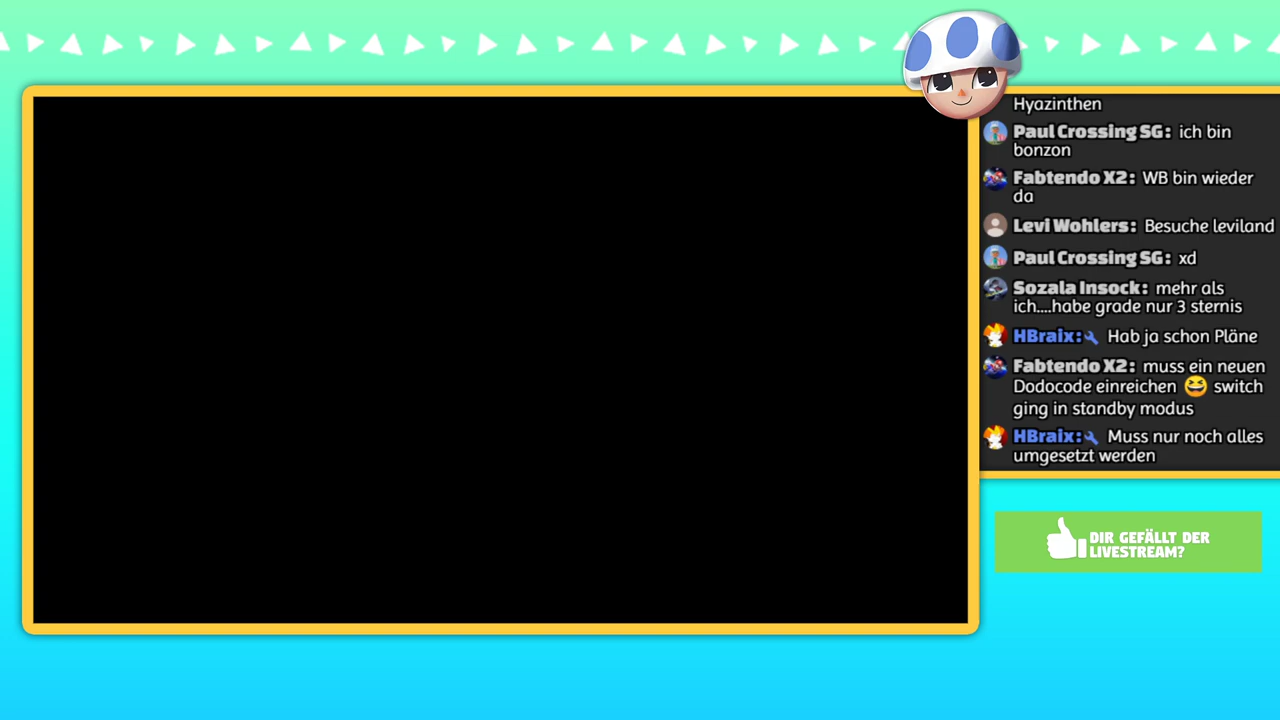 Hyazinthen
Paul Crossing SG: ich bin
bonzon
Fabtendo X2: WB bin wieder
da
Levi Wohlers: Besuche leviland
Paul Crossing SG: xd
Sozala Insock: mehr als
ich....habe grade nur 3 sternis
HBraix: Hab ja schon Pläne
Fabtendo X2: muss ein neuen
Dodocode einreichen 😆 switch
ging in standby modus
HBraix: Muss nur noch alles
umgesetzt werden
DIR GEFÄLLT DER
LIVESTREAM?